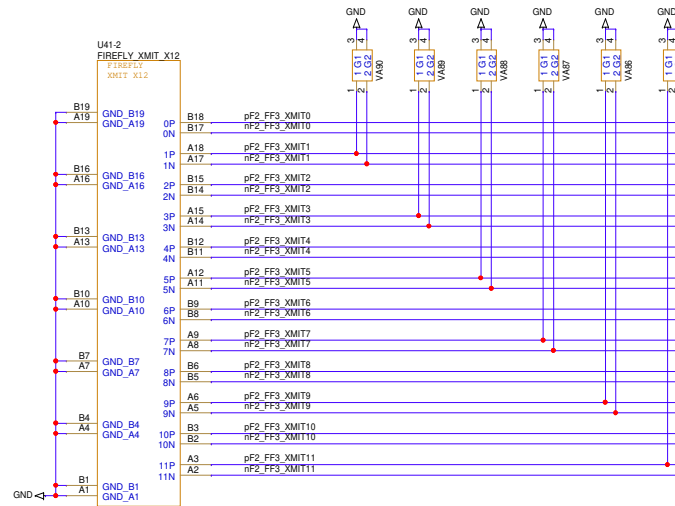 GND GND GND GND GND GND
3 4 3 4 3 4 3 4 3 4 3
1 G1 2 G2 VA90
1 G1 2 G2 VA89
1 G1 2 G2 VA88
1 G1 2 G2 VA87
1 G1 2 G2 VA86
1 G1
1 2 1 2 1 2 1 2 1 2 1
U41-2
FIREFLY_XMIT_X12
FIREFLY
XMIT X12
B19 GND_B19
A19 GND_A19
0P B18 pF2_FF3_XMIT0
0N B17 nF2_FF3_XMIT0
1P A18 pF2_FF3_XMIT1
1N A17 nF2_FF3_XMIT1
B16 GND_B16
A16 GND_A16
2P B15 pF2_FF3_XMIT2
2N B14 nF2_FF3_XMIT2
3P A15 pF2_FF3_XMIT3
3N A14 nF2_FF3_XMIT3
B13 GND_B13
A13 GND_A13
4P B12 pF2_FF3_XMIT4
4N B11 nF2_FF3_XMIT4
5P A12 pF2_FF3_XMIT5
5N A11 nF2_FF3_XMIT5
B10 GND_B10
A10 GND_A10
6P B9 pF2_FF3_XMIT6
6N B8 nF2_FF3_XMIT6
7P A9 pF2_FF3_XMIT7
7N A8 nF2_FF3_XMIT7
B7 GND_B7
A7 GND_A7
8P B6 pF2_FF3_XMIT8
8N B5 nF2_FF3_XMIT8
9P A6 pF2_FF3_XMIT9
9N A5 nF2_FF3_XMIT9
B4 GND_B4
A4 GND_A4
10P B3 pF2_FF3_XMIT10
10N B2 nF2_FF3_XMIT10
11P A3 pF2_FF3_XMIT11
11N A2 nF2_FF3_XMIT11
B1 GND_B1
GND A1 GND_A1